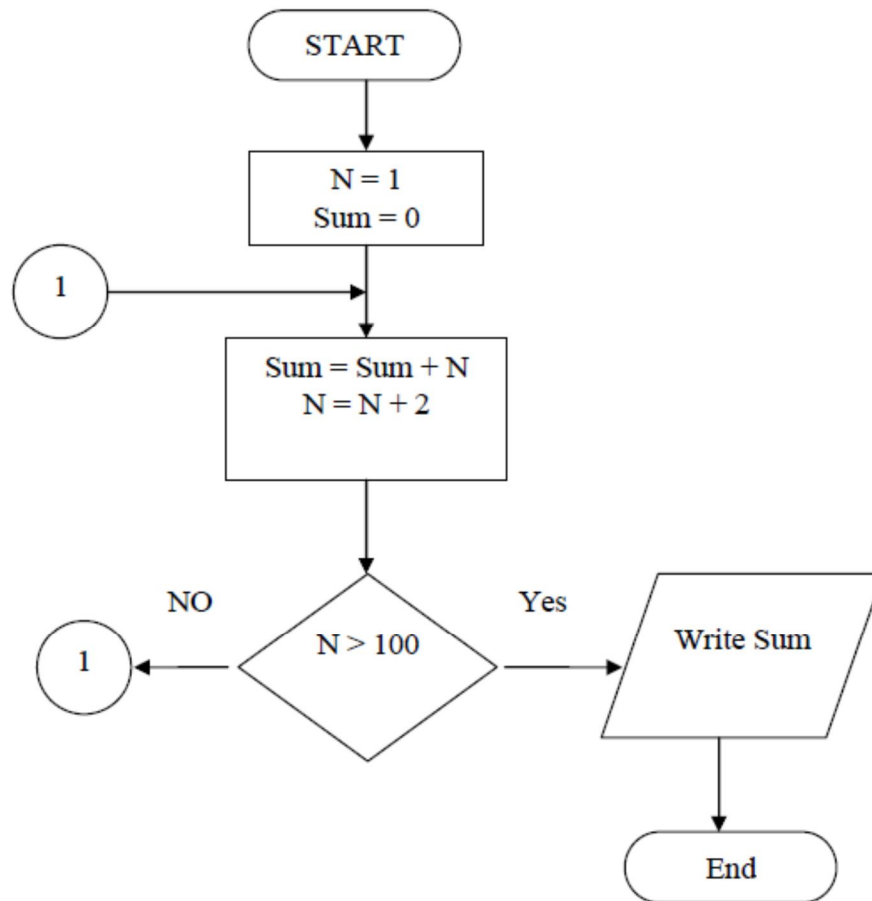 START
N = 1
Sum = 0
1
Sum = Sum + N
N = N + 2
NO
Yes
1
N > 100
Write Sum
End